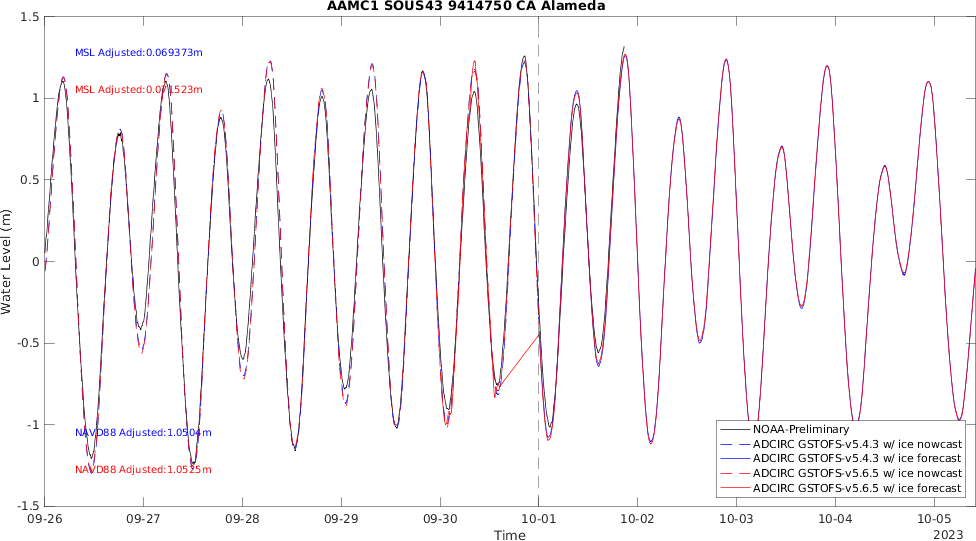 AAMC1 SOUS43 9414750 CA Alameda
1.5
MSL Adjusted:0.069373m
MSL Adjusted:0.071523m
1
0.5
0
Water Level (m)
-0.5
-1
NAVD88 Adjusted:1.0504m
NAVD88 Adjusted:1.0525m
-1.5
NOAA-Preliminary
ADCIRC GSTOFS-v5.4.3 w/ ice nowcast
ADCIRC GSTOFS-v5.4.3 w/ ice forecast
ADCIRC GSTOFS-v5.6.5 w/ ice nowcast
ADCIRC GSTOFS-v5.6.5 w/ ice forecast
09-26 09-27 09-28 09-29 09-30 10-01 10-02 10-03 10-04 10-05
Time
2023